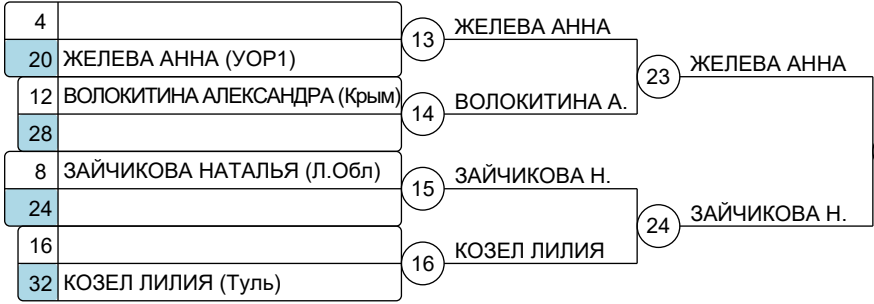 4
13 ЖЕЛЕВА АННА
20 ЖЕЛЕВА АННА (УОР1)
23 ЖЕЛЕВА АННА
12 ВОЛОКИТИНА АЛЕКСАНДРА (Крым)
14 ВОЛОКИТИНА А.
28
8 ЗАЙЧИКОВА НАТАЛЬЯ (Л.Обл)
15 ЗАЙЧИКОВА Н.
24
24 ЗАЙЧИКОВА Н.
16
16 КОЗЕЛ ЛИЛИЯ
32 КОЗЕЛ ЛИЛИЯ (Туль)